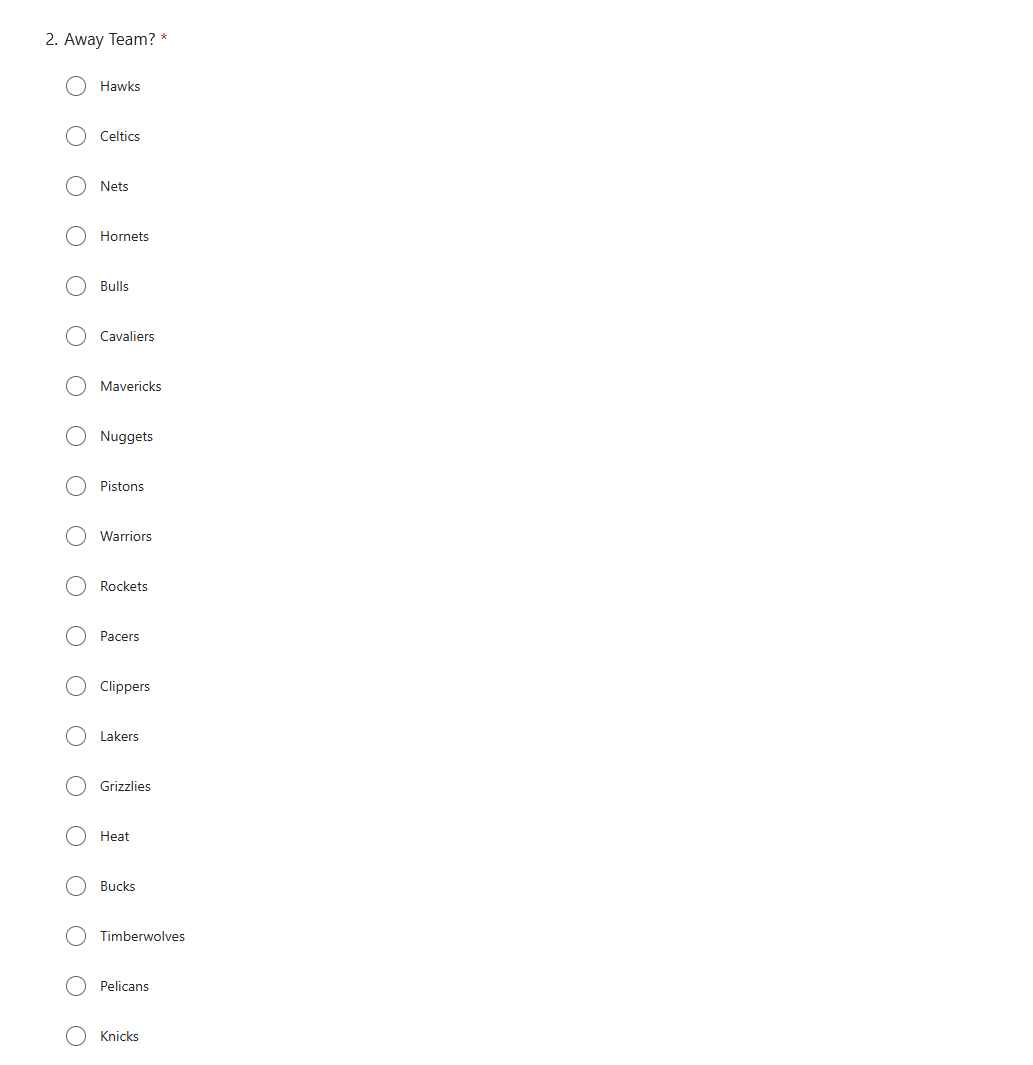 2. Away Team? *
Hawks
Celtics
Nets
Hornets
Bulls
Cavaliers
Mavericks
Nuggets
Pistons
Warriors
Rockets
Pacers
Clippers
Lakers
Grizzlies
Heat
Bucks
Timberwolves
Pelicans
Knicks